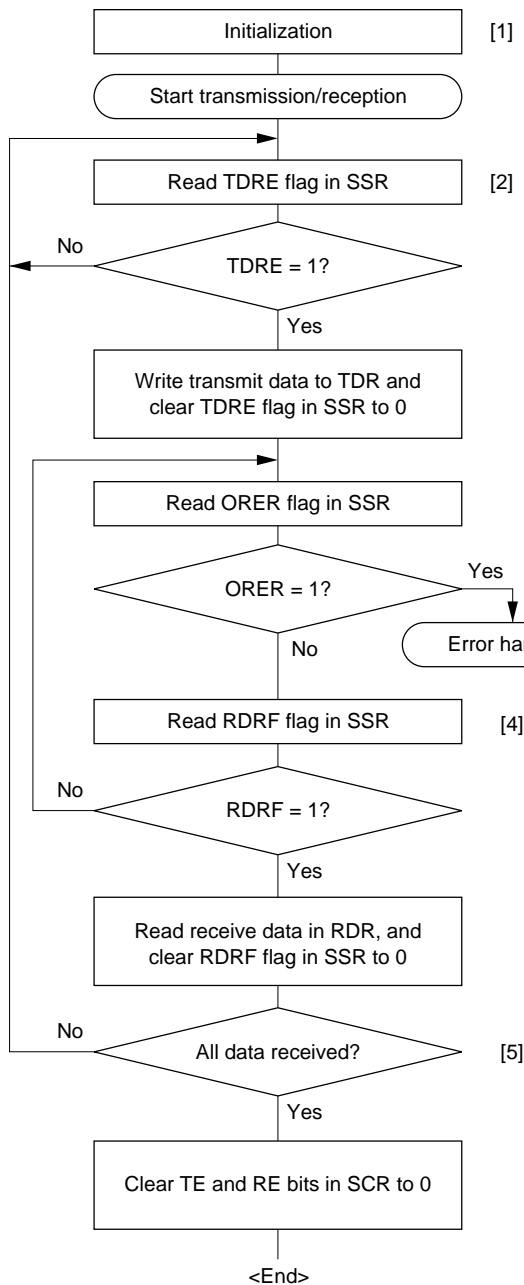 Initialization
[1]
Start transmission/reception
Read TDRE flag in SSR
[2]
No
TDRE = 1?
Yes
Write transmit data to TDR and
clear TDRE flag in SSR to 0
Read ORER flag in SSR
ORER = 1?
Yes
Error
No
Read RDRF flag in SSR
[4]
No
RDRF = 1?
Yes
Read receive data in RDR, and
clear RDRF flag in SSR to 0
No
All data received?
[5]
Yes
Clear TE and RE bits in SCR to 0
<End>